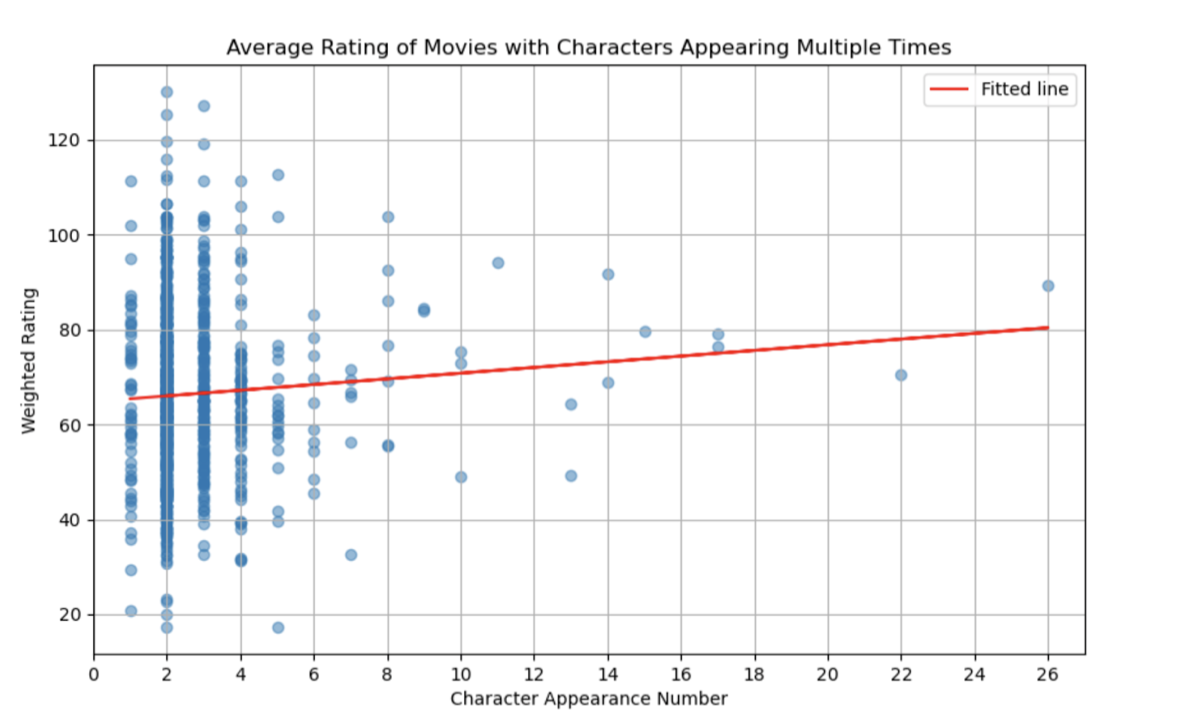 Average Rating of Movies with Characters Appearing Multiple Times
Fitted line
120
100
80
60
40
20
Weighted Rating
0 2 4 6 8 10 12 14 16 18 20 22 24 26
Character Appearance Number